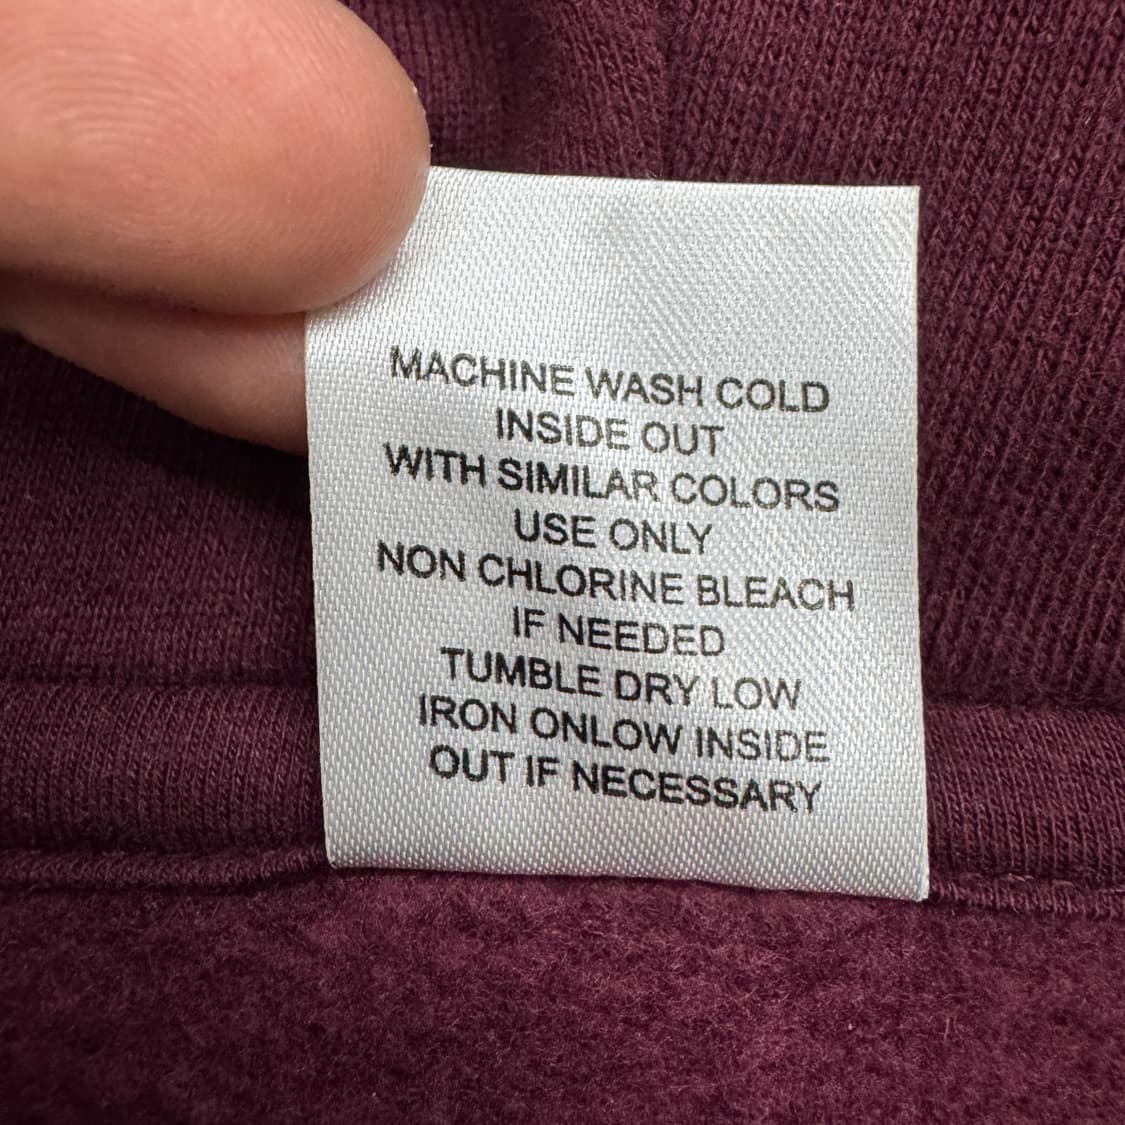 MACHINE WASH COLD
INSIDE OUT
WITH SIMILAR COLORS
USE ONLY
NON CHLORINE BLEACH
IF NEEDED
TUMBLE DRY LOW
IRON ONLOW INSIDE
OUT IF NECESSARY